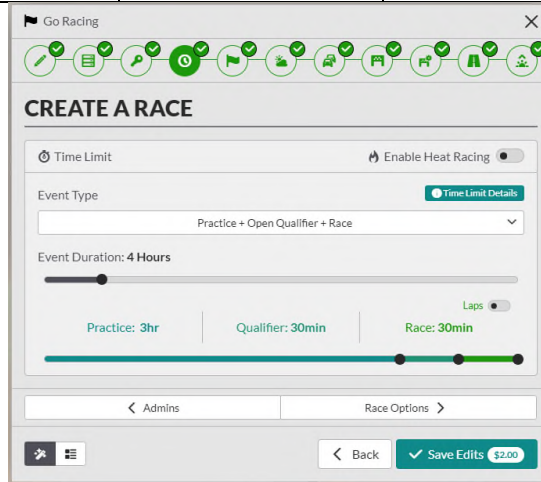 Go Racing
CREATE A RACE
Time Limit
Enable Heat Racing
Event Type
Time Limit Details
Practice + Open Qualifier + Race
Event Duration: 4 Hours
Laps
Practice: 3hr
Qualifier: 30min
Race: 30min
Admins
Race Options
Back
Save Edits $2.00